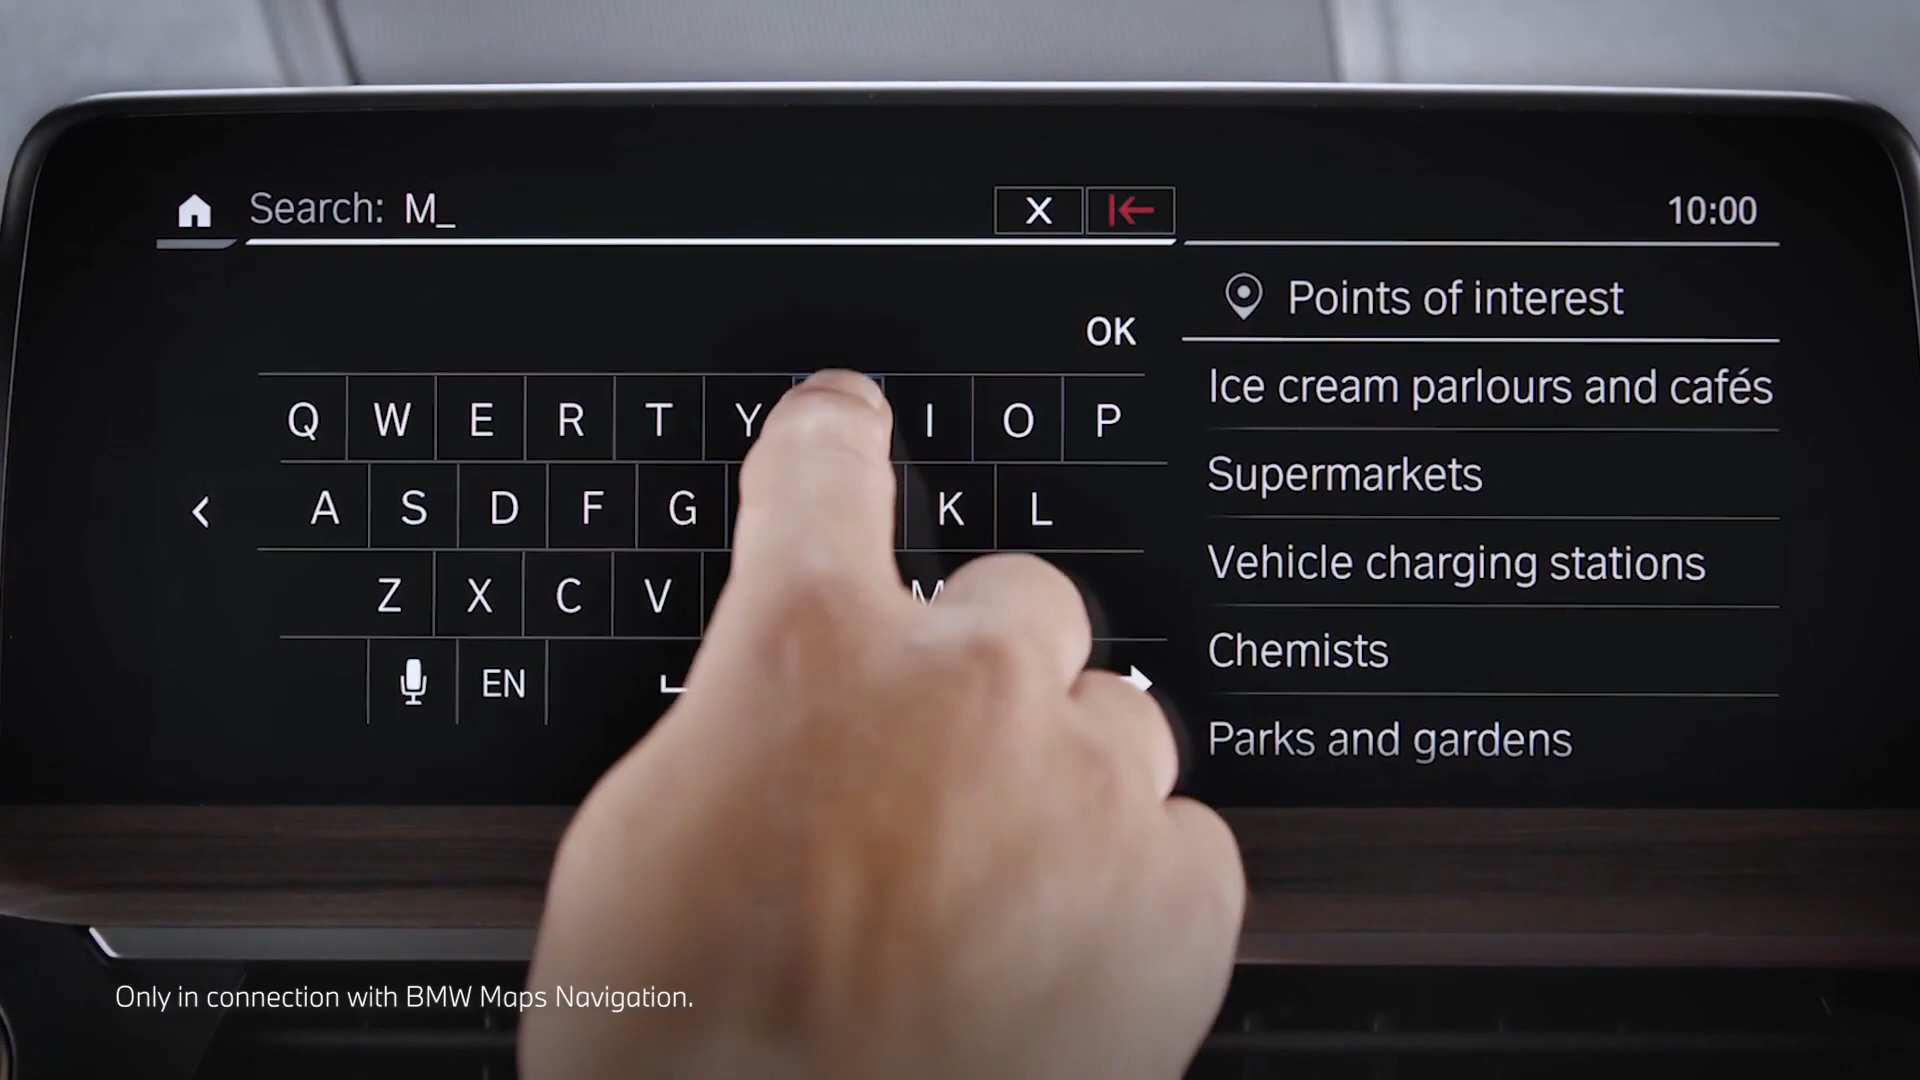 Search: M_
X
10:00
OK
Points of interest
Q W E R T Y I O P
Ice cream parlours and cafés
A S D F G K L
Supermarkets
Z X C V M
Vehicle charging stations
EN
Chemists
Parks and gardens
Only in connection with BMW Maps Navigation.